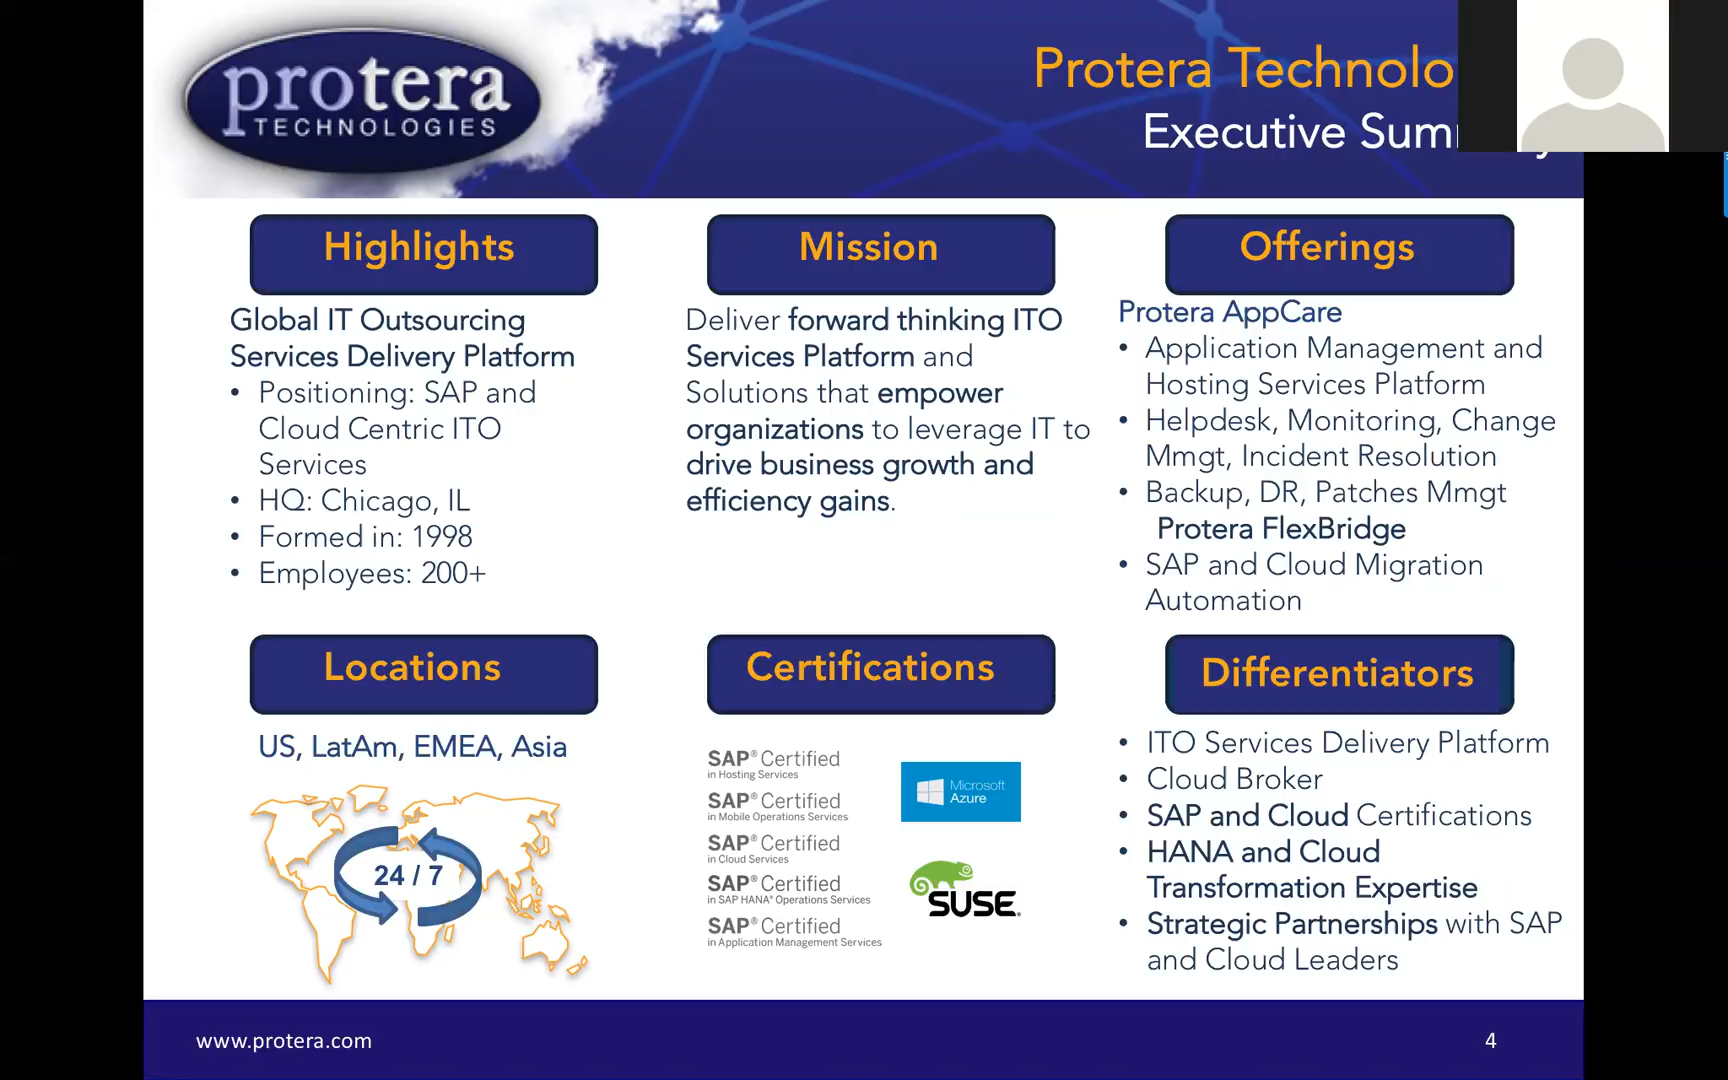 protera
TECHNOLOGIES
Protera Technolo
Executive Sum
Highlights
Global IT Outsourcing
Services Delivery Platform
• Positioning: SAP and
Cloud Centric ITO
Services
• HQ: Chicago, IL
• Formed in: 1998
• Employees: 200+
Mission
Deliver forward thinking ITO
Services Platform and
Solutions that empower
organizations to leverage IT to
drive business growth and
efficiency gains.
Offerings
Protera AppCare
• Application Management and
Hosting Services Platform
• Helpdesk, Monitoring, Change
Mmgt, Incident Resolution
• Backup, DR, Patches Mmgt
Protera FlexBridge
• SAP and Cloud Migration
Automation
Locations
US, LatAm, EMEA, Asia
24 / 7
Certifications
SAP® Certified
in Hosting Services
SAP® Certified
in Mobile Operations Services
SAP® Certified
in Cloud Services
SAP® Certified
in SAP HANA® Operations Services
SAP® Certified
in Application Management Services
Microsoft
Azure
SUSE
Differentiators
• ITO Services Delivery Platform
• Cloud Broker
• SAP and Cloud Certifications
• HANA and Cloud
Transformation Expertise
• Strategic Partnerships with SAP
and Cloud Leaders
www.protera.com
4